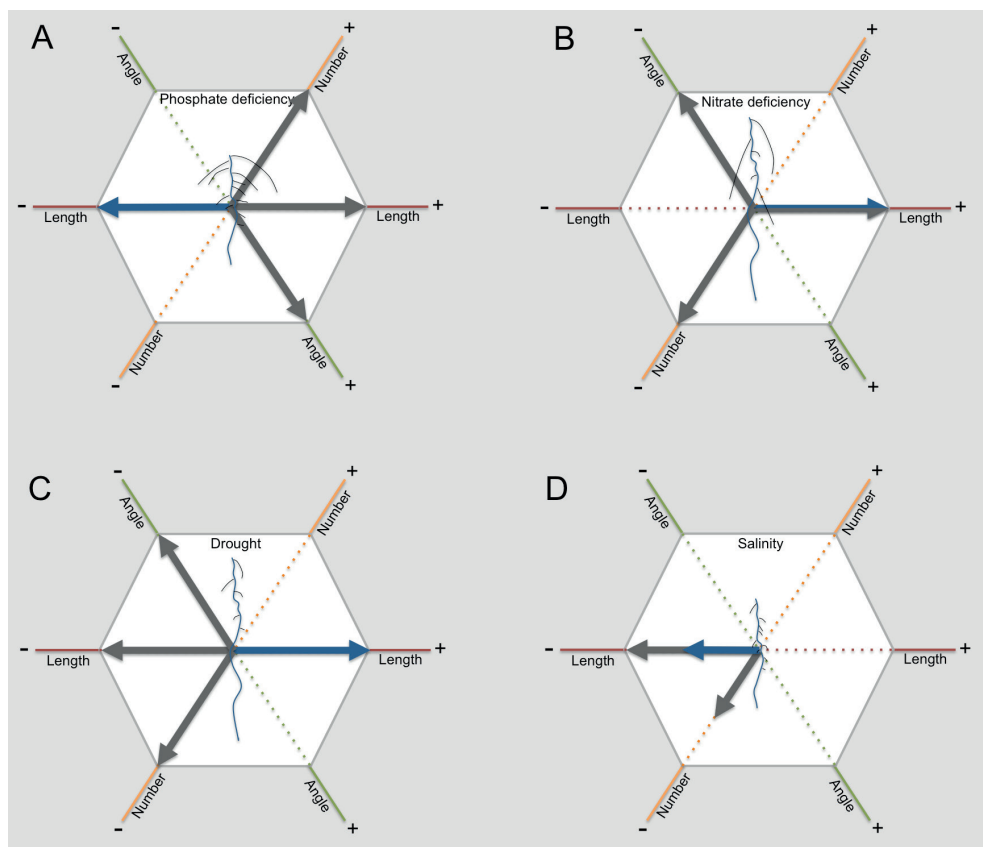 A
-
+
Angle
Number
Phosphate deficiency
-
Length
Length
+
Number
Angle
-
+
B
-
+
Angle
Number
Nitrate deficiency
-
Length
Length
+
Number
Angle
-
+
C
-
+
Angle
Number
Drought
-
Length
Length
+
Number
Angle
-
+
D
-
+
Angle
Number
Salinity
-
Length
Length
+
Number
Angle
-
+